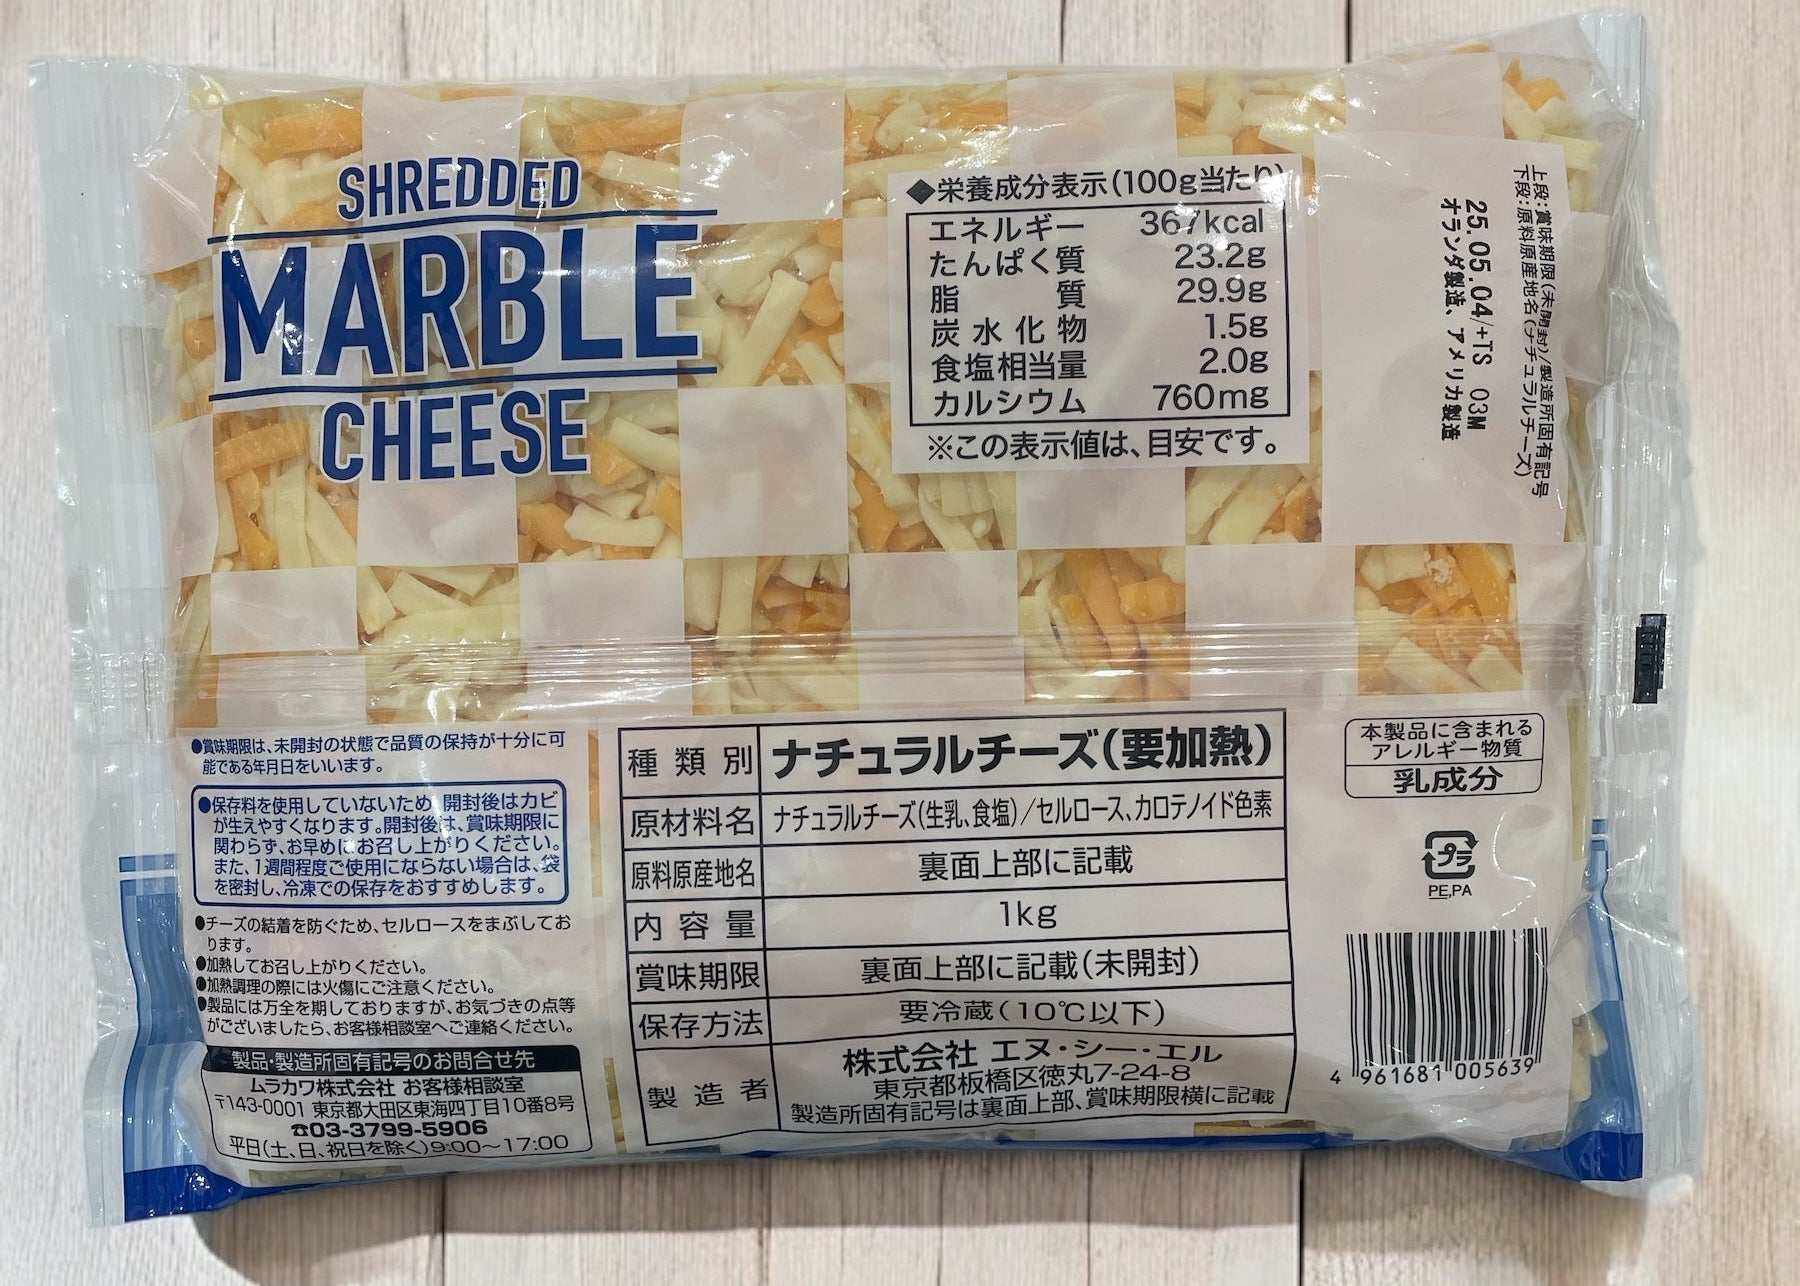 SHREDDED
MARBLE
CHEESE
◆栄養成分表示(100g当たり)
エネルギー 367kcal
たんぱく質 23.2g
脂質 29.9g
炭水化物 1.5g
食塩相当量 2.0g
カルシウム 760mg
※この表示値は、目安です。
上段:賞味期限(未開封)/製造所固有記号
下段:原料原産地名(ナチュラルチーズ)
25.05.04/+TS 03M
オランダ製造、アメリカ製造
●賞味期限は、未開封の状態で品質の保持が十分に可
能である年月日をいいます。
●保存料を使用していないため、開封後はカビ
が生えやすくなります。開封後は、賞味期限に
関わらず、お早めにお召し上がりください。
また、1週間程度ご使用にならない場合は、袋
を密封し、冷凍での保存をおすすめします。
●チーズの結着を防ぐため、セルロースをまぶしてお
ります。
●加熱してお召し上がりください。
●加熱調理の際には火傷にご注意ください。
●製品には万全を期しておりますが、お気づきの点等
がございましたら、お客様相談室へご連絡ください。
製品・製造所固有記号のお問合せ先
ムラカワ株式会社 お客様相談室
〒143-0001 東京都大田区東海四丁目10番8号
☎03-3799-5906
平日(土、日、祝日を除く)9:00～17:00
種類別 ナチュラルチーズ(要加熱)
原材料名 ナチュラルチーズ(生乳、食塩)/セルロース、カロテノイド色素
原料原産地名 裏面上部に記載
内容量 1kg
賞味期限 裏面上部に記載(未開封)
保存方法 要冷蔵(10℃以下)
製造者 株式会社 エヌ・シー・エル
東京都板橋区徳丸7-24-8
製造所固有記号は裏面上部、賞味期限横に記載
本製品に含まれる
アレルギー物質
乳成分
プラ
PE,PA
4 961681 005639